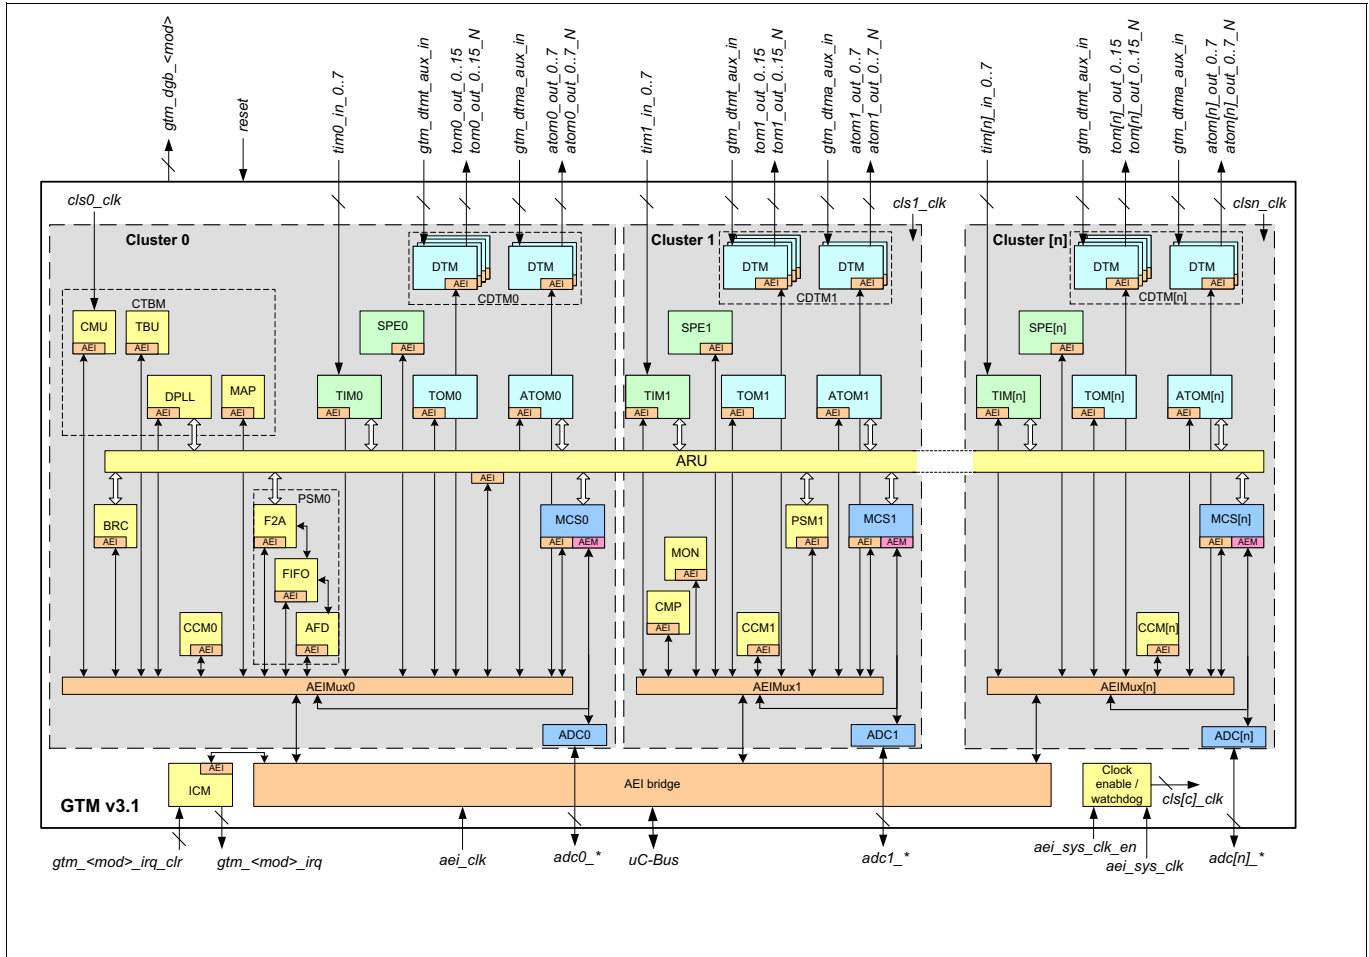 gtm_dgb_<mod>
reset
tim0_in_0..7
gtm_dtmt_aux_in
tom0_out_0..15
tom0_out_0..15_N
gtm_dtma_aux_in
atom0_out_0..7
atom0_out_0..7_N
tim1_in_0..7
gtm_dtmt_aux_in
tom1_out_0..15
tom1_out_0..15_N
gtm_dtma_aux_in
atom1_out_0..7
atom1_out_0..7_N
tim[n]_in_0..7
gtm_dtmt_aux_in
tom[n]_out_0..15
tom[n]_out_0..15_N
gtm_dtma_aux_in
atom[n]_out_0..7
atom[n]_out_0..7_N
cls0_clk
cls1_clk
clsn_clk
Cluster 0
Cluster 1
Cluster [n]
DTM
AEI
DTM
AEI
CDTM0
DTM
AEI
DTM
AEI
CDTM1
DTM
AEI
DTM
AEI
CDTM[n]
CTBM
CMU
AEI
TBU
AEI
SPE0
AEI
SPE1
AEI
SPE[n]
AEI
DPLL
AEI
MAP
AEI
TIM0
AEI
TOM0
AEI
ATOM0
AEI
TIM1
AEI
TOM1
AEI
ATOM1
AEI
TIM[n]
AEI
TOM[n]
AEI
ATOM[n]
AEI
ARU
AEI
BRC
AEI
PSM0
F2A
AEI
FIFO
AEI
AFD
AEI
MCS0
AEI
AEM
CCM0
AEI
MON
AEI
CMP
AEI
CCM1
AEI
PSM1
AEI
MCS1
AEI
AEM
MCS[n]
AEI
AEM
CCM[n]
AEI
AEIMux0
AEIMux1
AEIMux[n]
ADC0
ADC1
ADC[n]
AEI
ICM
AEI bridge
Clock
enable /
watchdog
cls[c]_clk
GTM v3.1
gtm_<mod>_irq_clr
gtm_<mod>_irq
aei_clk
adc0_*
uC-Bus
adc1_*
aei_sys_clk_en
aei_sys_clk
adc[n]_*